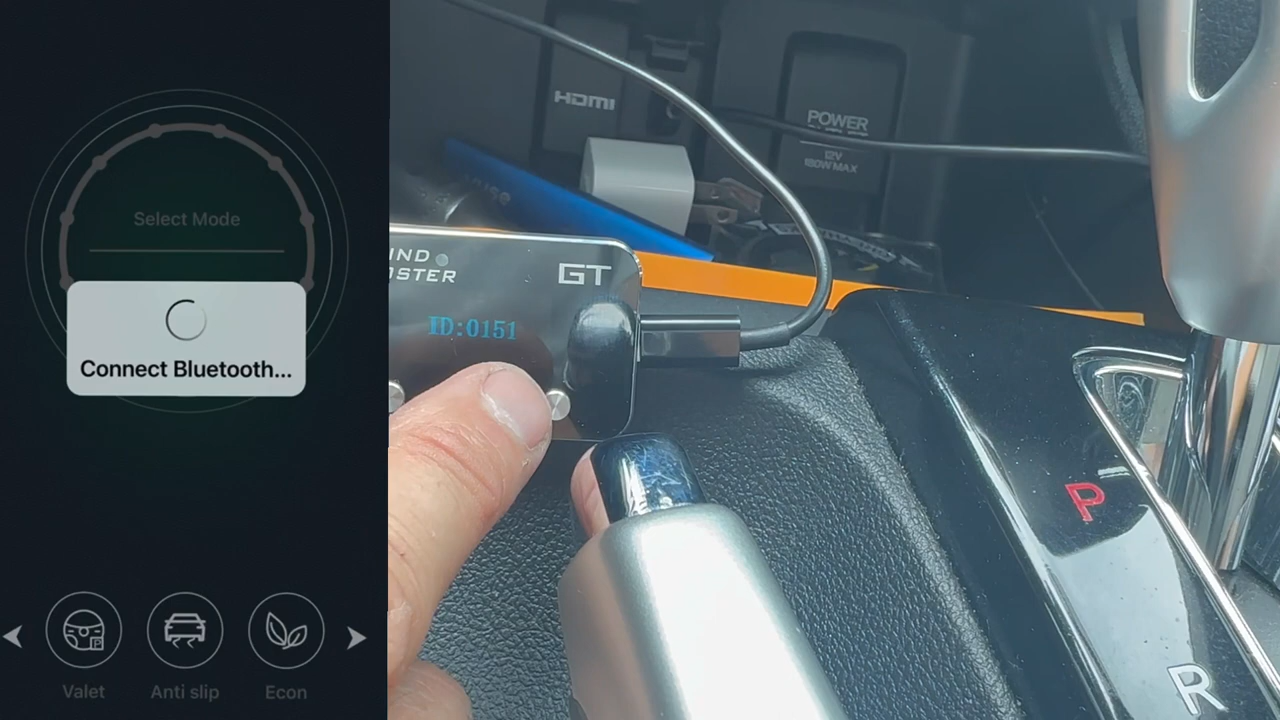 Select Mode
Connect Bluetooth...
Valet
Anti slip
Econ
HDMI
POWER
12V
180W MAX
GT
ID:0151
P
R